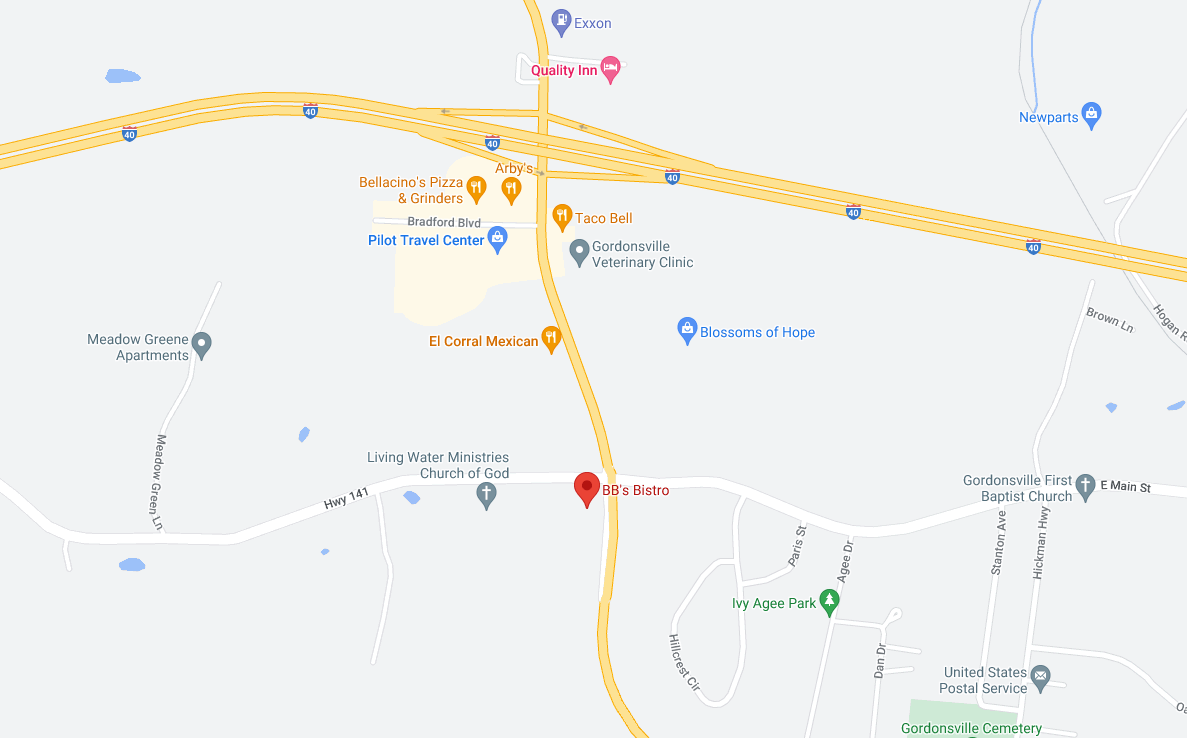 Exxon
Quality Inn
40
40
40
Newparts
Arby's
40
Bellacino's Pizza
& Grinders
40
Taco Bell
Bradford Blvd
Pilot Travel Center
Gordonsville
Veterinary Clinic
40
Brown Ln
Hogan R
Blossoms of Hope
Meadow Greene
Apartments
El Corral Mexican
Meadow Green Ln
Living Water Ministries
Church of God
Hwy 141
BB's Bistro
Gordonsville First
Baptist Church
E Main St
Paris St
Agee Dr
Stanton Ave
Hickman Hwy
Ivy Agee Park
Hillcrest Cir
Dan Dr
United States
Postal Service
Oa
Gordonsville Cemetery